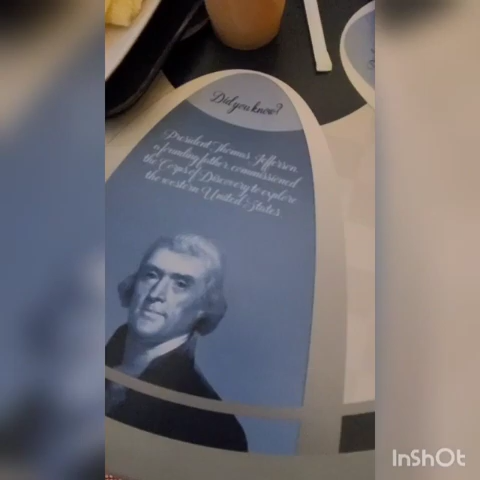 Did you know?
President Thomas Jefferson,
a founding father, commissioned
the Corps of Discovery to explore
the western United States.
InShOt